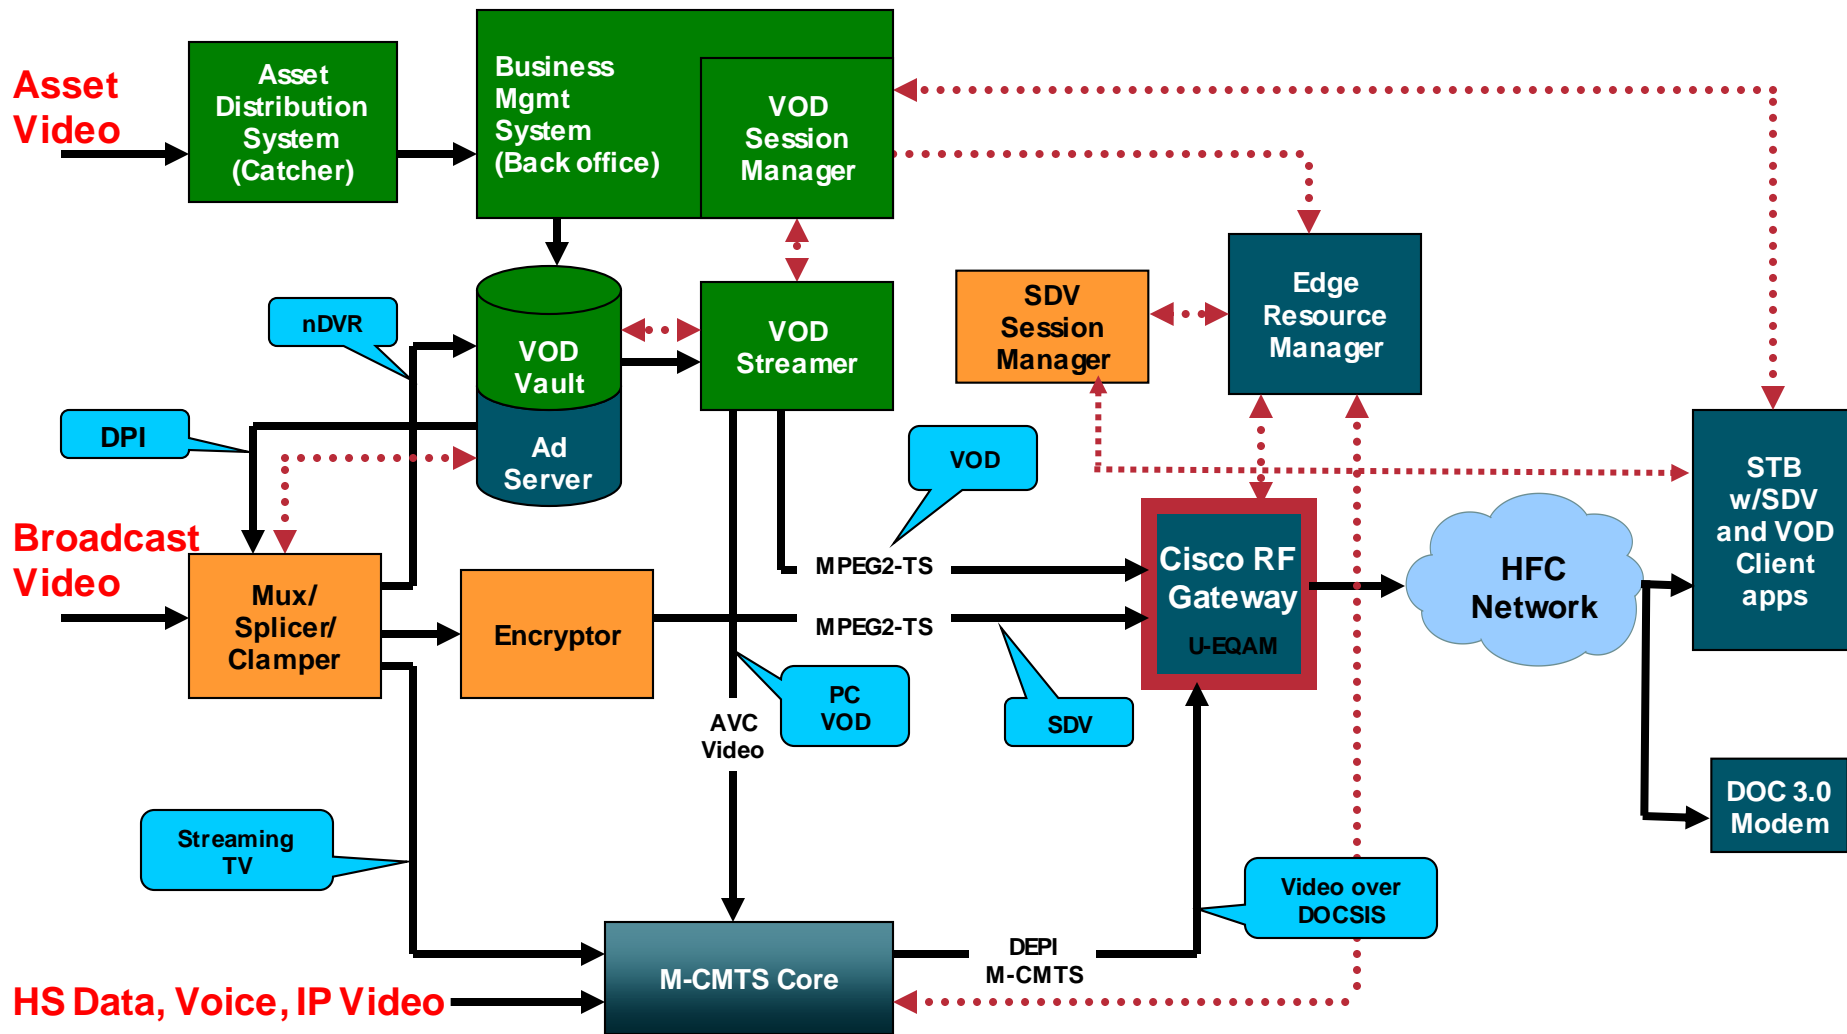 Asset
Video
Asset
Distribution
System
(Catcher)
Business
Mgmt
System
(Back office)
VOD
Session
Manager
nDVR
VOD
Vault
VOD
Streamer
SDV
Session
Manager
Edge
Resource
Manager
DPI
Ad
Server
VOD
STB
w/SDV
and VOD
Client
apps
Broadcast
Video
Mux/
Splicer/
Clamper
Encryptor
MPEG2-TS
MPEG2-TS
Cisco RF
Gateway
U-EQAM
HFC
Network
PC
VOD
SDV
AVC
Video
DOC 3.0
Modem
Streaming
TV
Video over
DOCSIS
M-CMTS Core
DEPI
M-CMTS
HS Data, Voice, IP Video